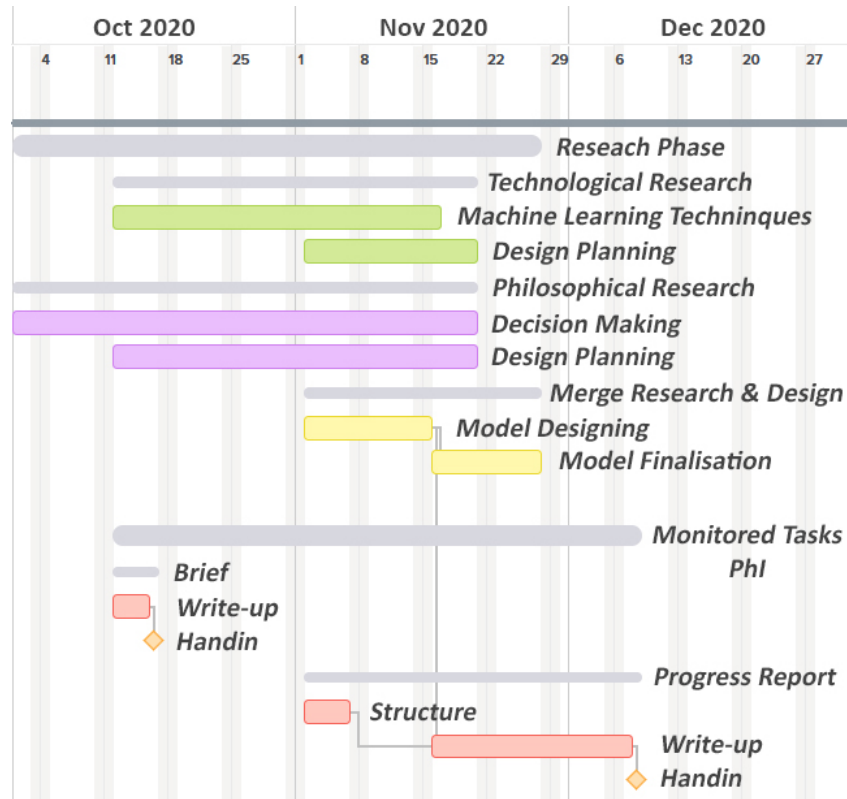 Oct 2020 Nov 2020 Dec 2020
4 11 18 25 1 8 15 22 29 6 13 20 27
Reseach Phase
Technological Research
Machine Learning Techninques
Design Planning
Philosophical Research
Decision Making
Design Planning
Merge Research & Design
Model Designing
Model Finalisation
Monitored Tasks
PhI
Brief
Write-up
Handin
Progress Report
Structure
Write-up
Handin